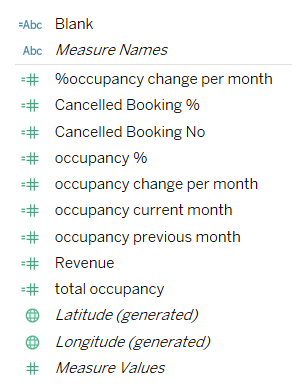 =Abc Blank
Abc Measure Names
=# %occupancy change per month
=# Cancelled Booking %
=# Cancelled Booking No
=# occupancy %
=# occupancy change per month
=# occupancy current month
=# occupancy previous month
=# Revenue
=# total occupancy
Latitude (generated)
Longitude (generated)
# Measure Values